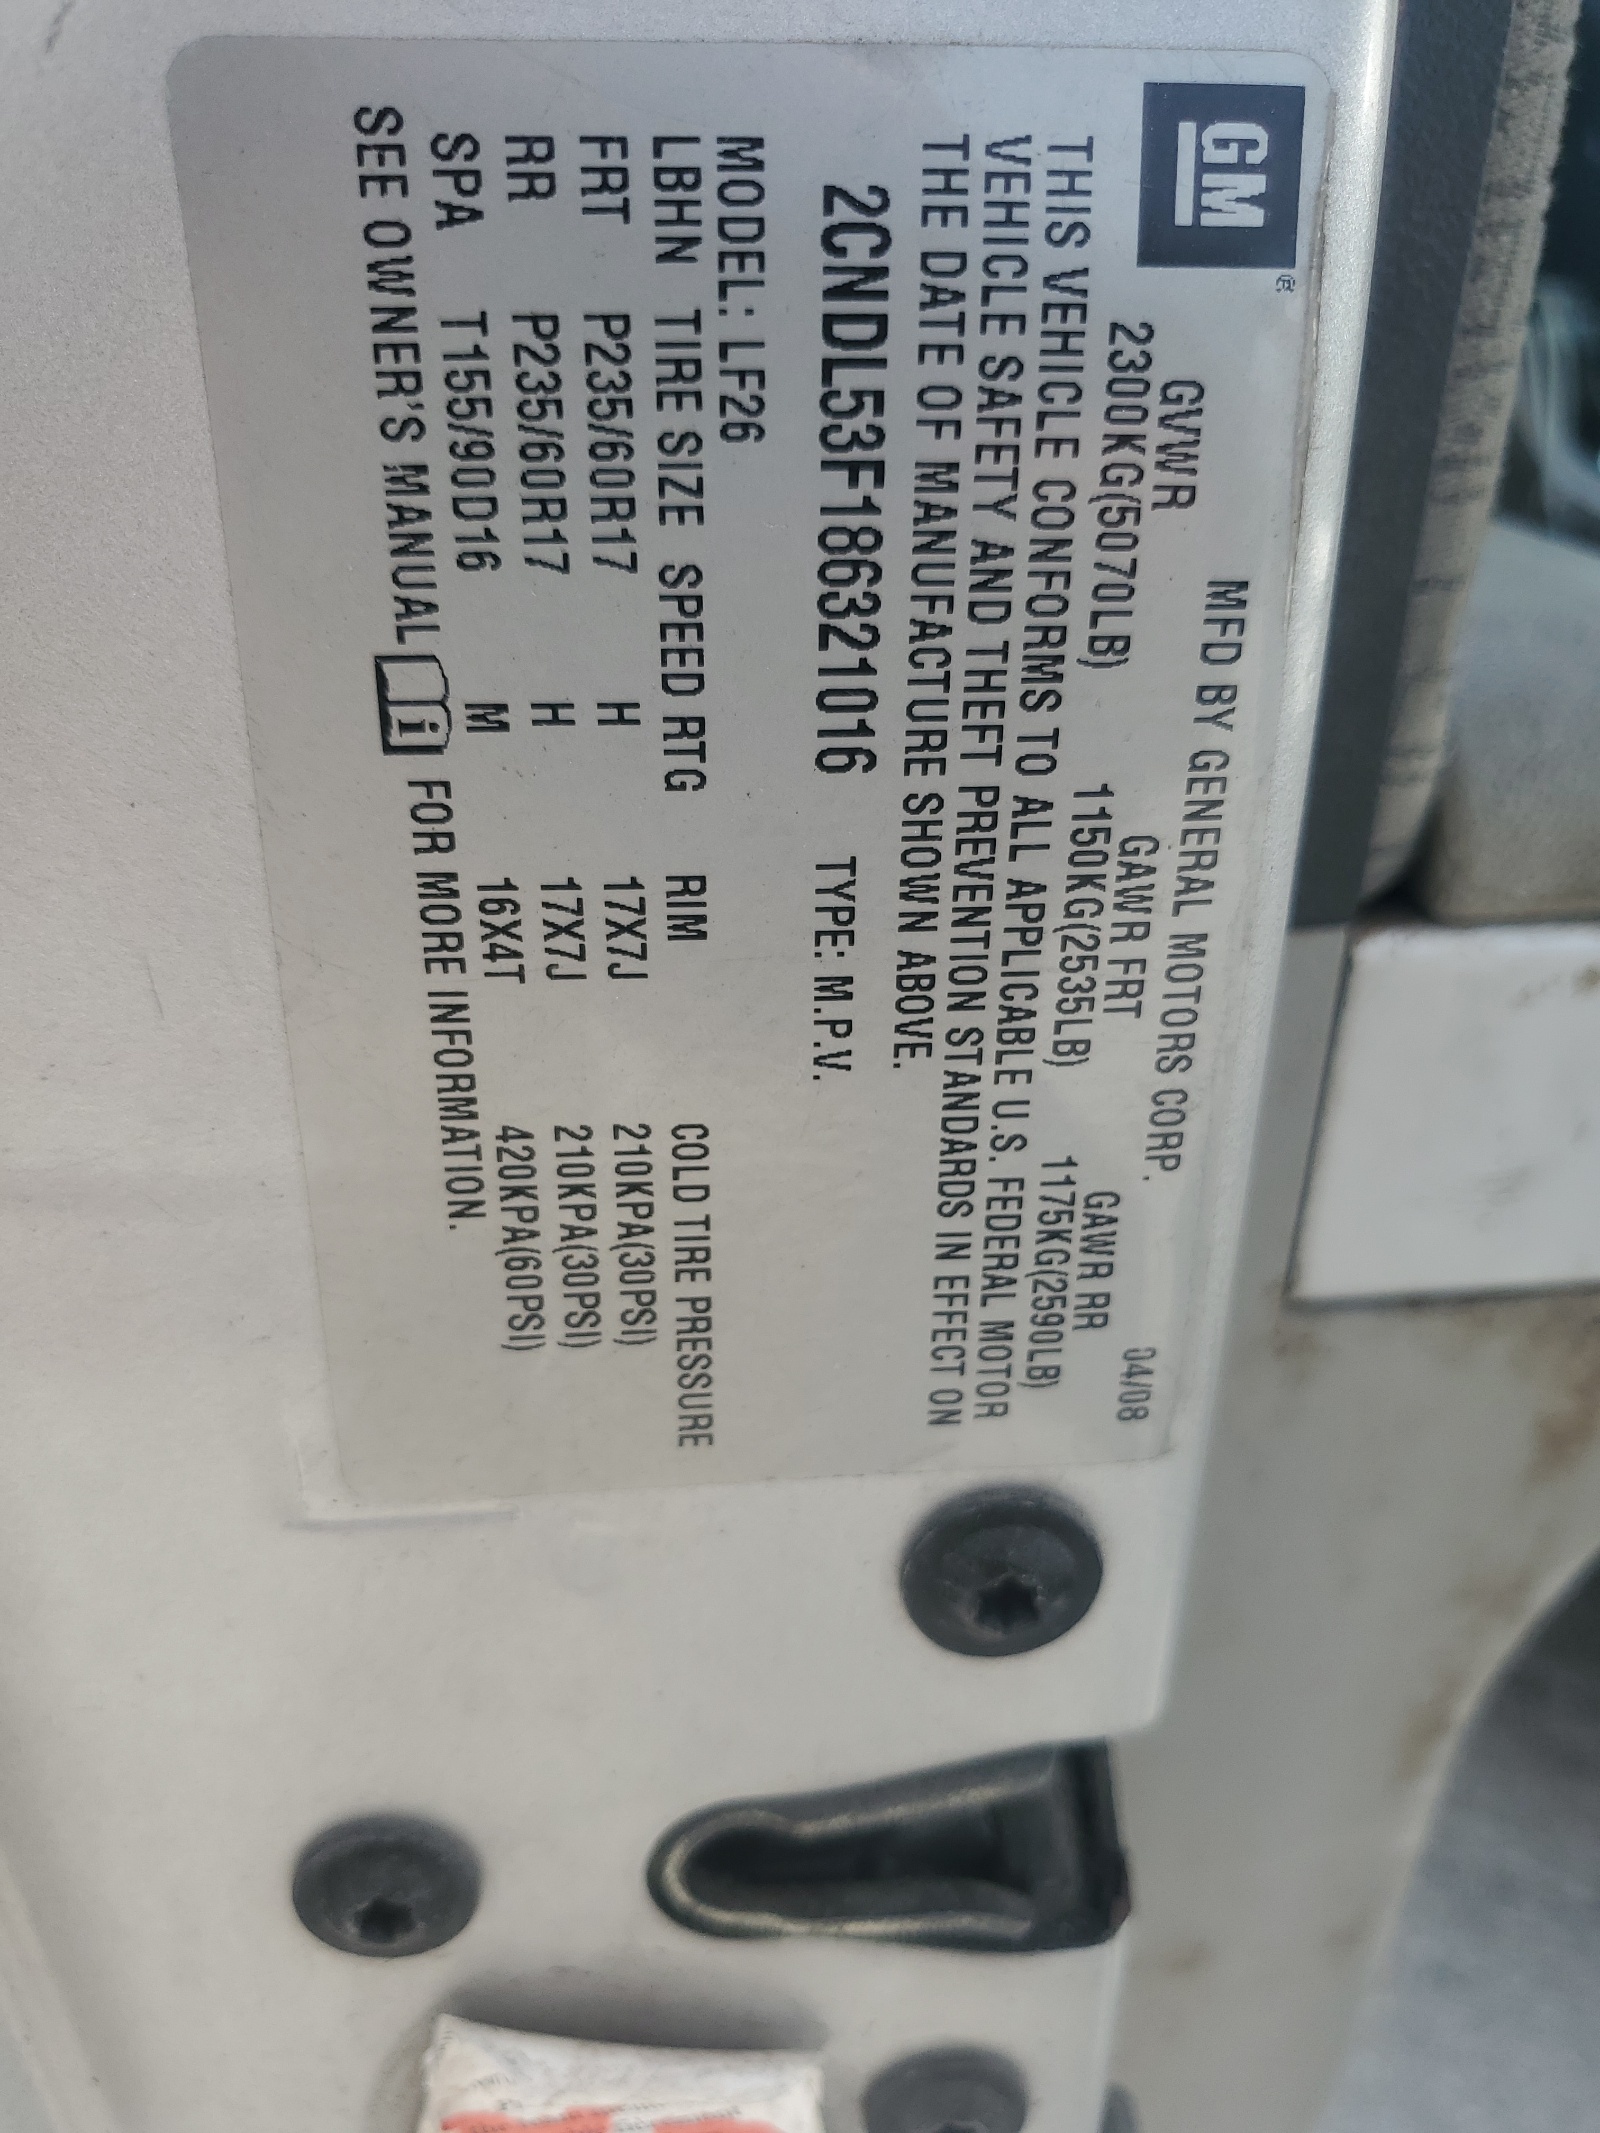 GM®
MFD BY GENERAL MOTORS CORP. 04/08
GVWR GAWR FRT GAWR RR
2300KG(5070LB) 1150KG(2535LB) 1175KG(2590LB)
THIS VEHICLE CONFORMS TO ALL APPLICABLE U.S. FEDERAL MOTOR
VEHICLE SAFETY AND THEFT PREVENTION STANDARDS IN EFFECT ON
THE DATE OF MANUFACTURE SHOWN ABOVE.
2CNDL53F186321016 TYPE: M.P.V.
MODEL: LF26
LBHN TIRE SIZE SPEED RTG RIM COLD TIRE PRESSURE
FRT P235/60R17 H 17X7J 210KPA(30PSI)
RR P235/60R17 H 17X7J 210KPA(30PSI)
SPA T155/90D16 M 16X4T 420KPA(60PSI)
SEE OWNER'S MANUAL i FOR MORE INFORMATION.